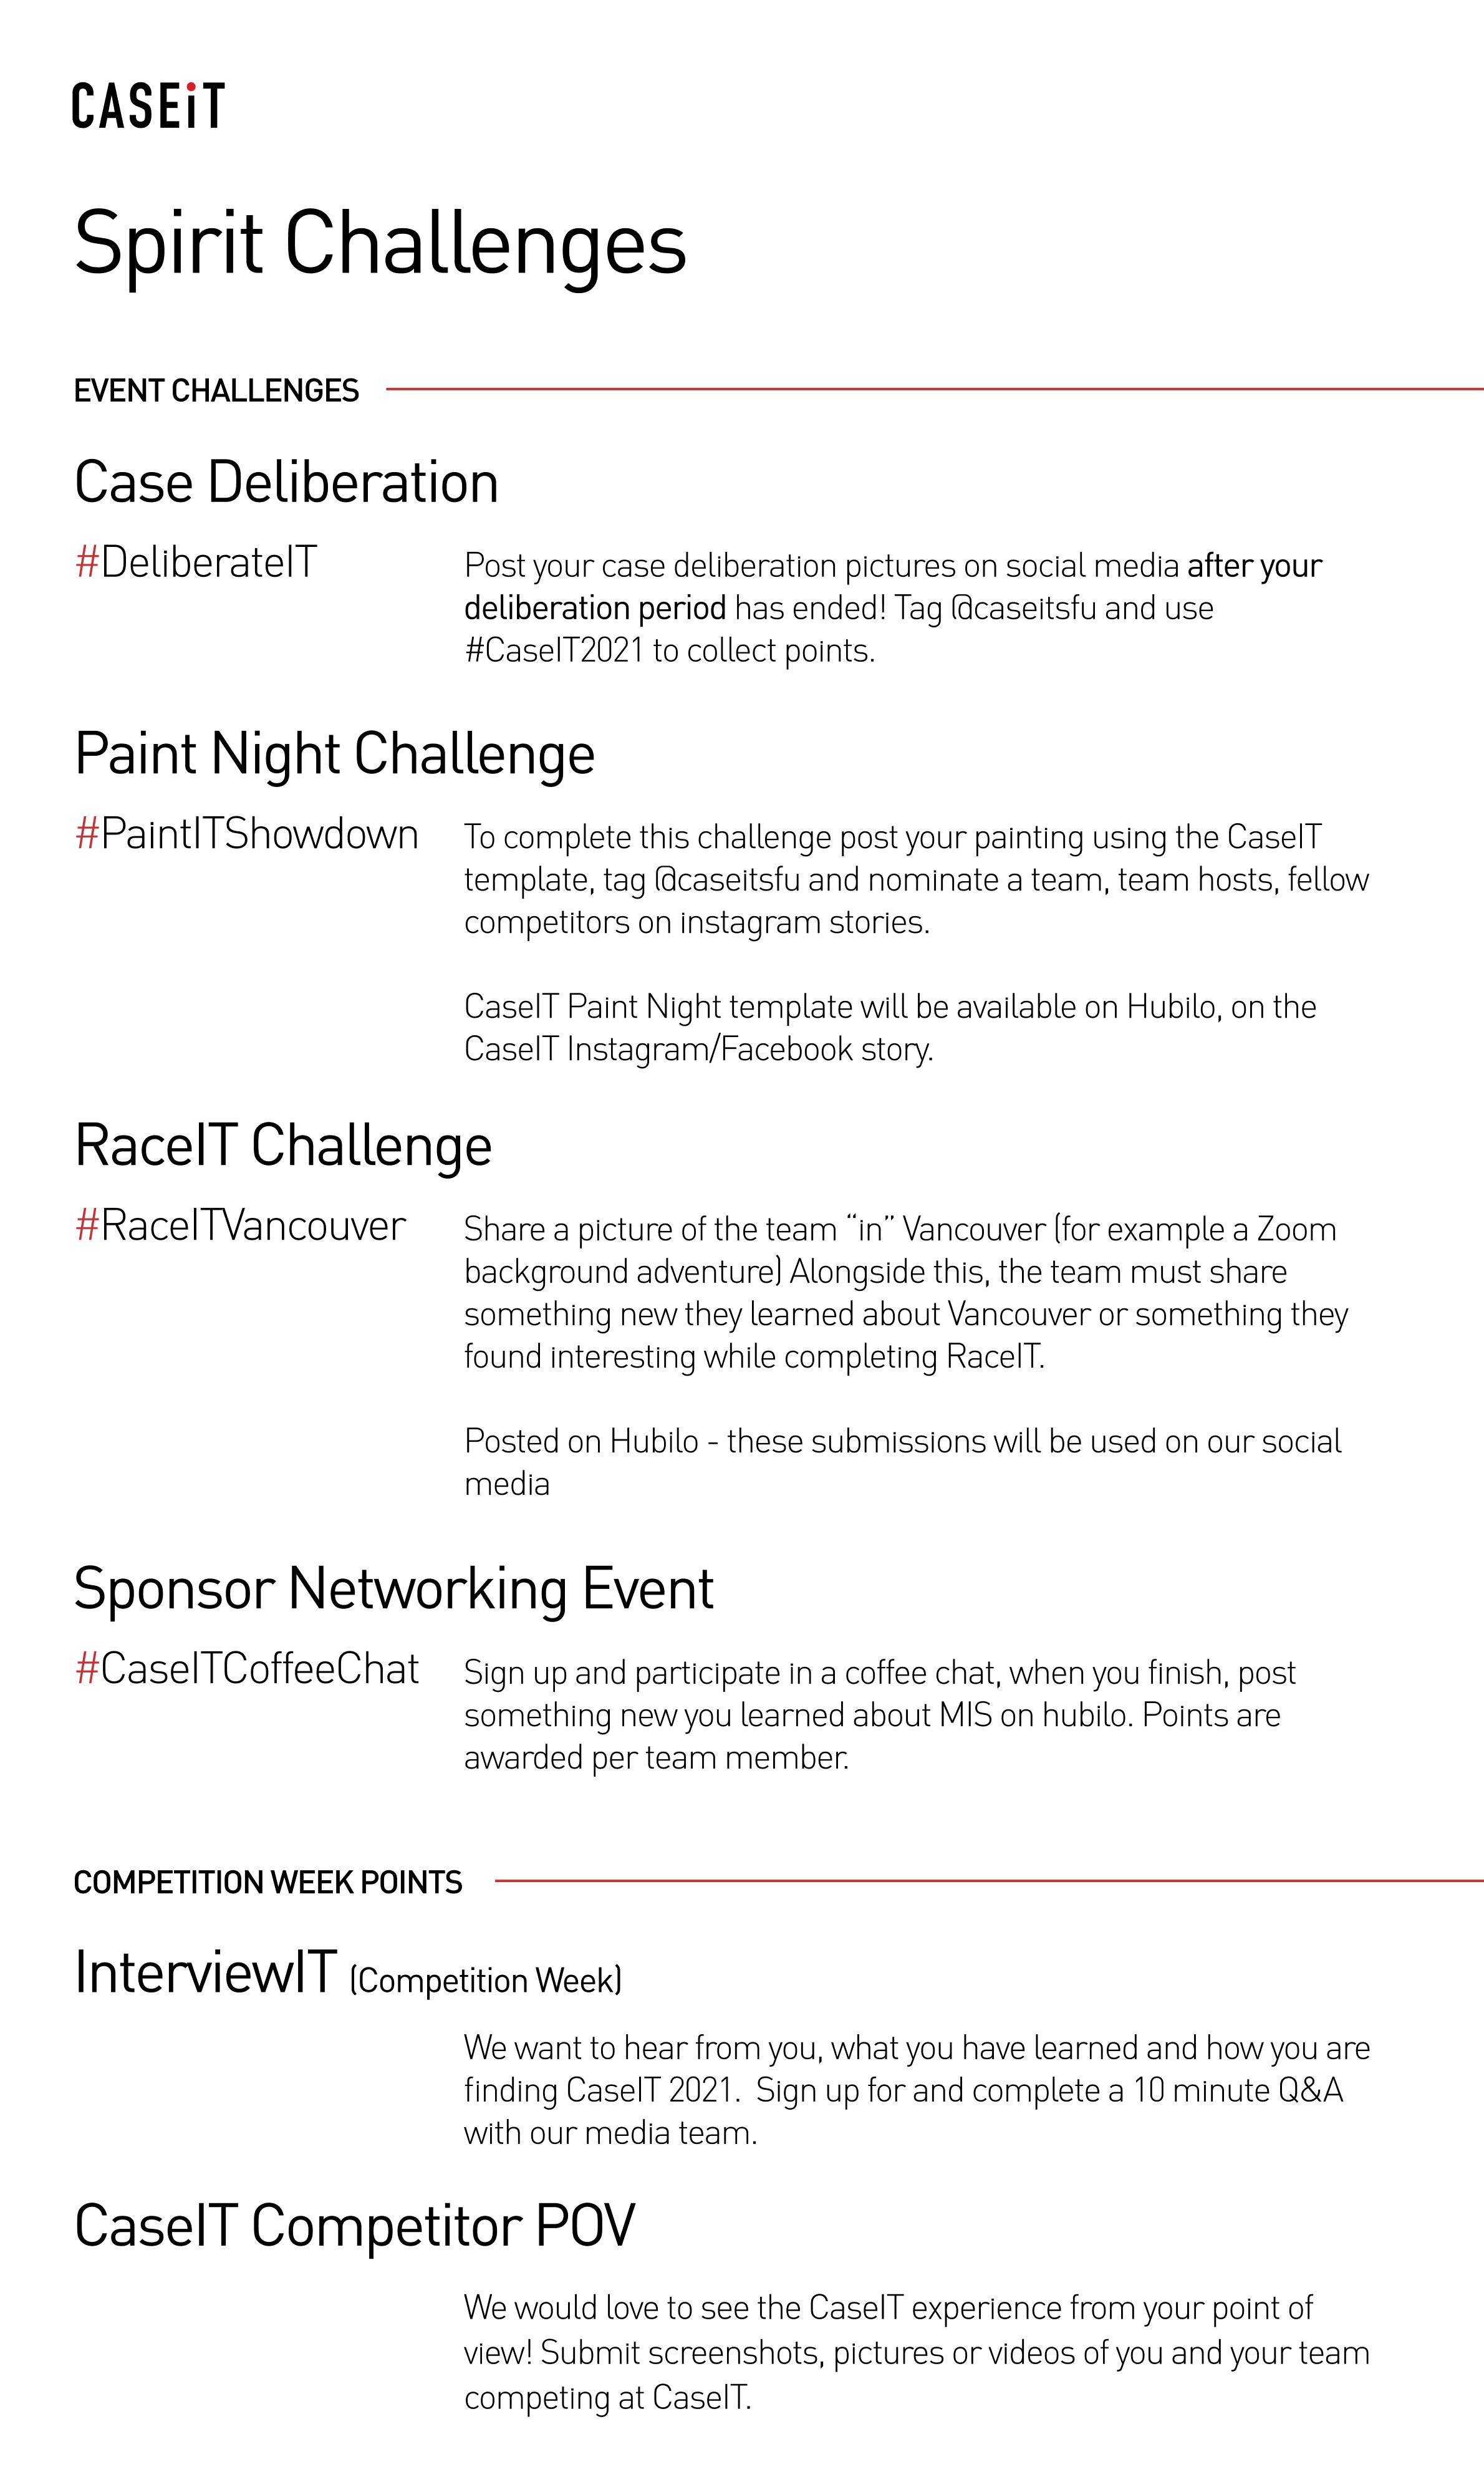 CASEiT
Spirit Challenges
EVENT CHALLENGES
Case Deliberation
#DeliberateIT
Post your case deliberation pictures on social media after your
deliberation period has ended! Tag @caseitsfu and use
#CaseIT2021 to collect points.
Paint Night Challenge
#PaintITShowdown
To complete this challenge post your painting using the CaseIT
template, tag @caseitsfu and nominate a team, team hosts, fellow
competitors on instagram stories.
CaseIT Paint Night template will be available on Hubilo, on the
CaseIT Instagram/Facebook story.
RaceIT Challenge
#RaceITVancouver
Share a picture of the team “in” Vancouver (for example a Zoom
background adventure) Alongside this, the team must share
something new they learned about Vancouver or something they
found interesting while completing RaceIT.
Posted on Hubilo - these submissions will be used on our social
media
Sponsor Networking Event
#CaseITCoffeeChat
Sign up and participate in a coffee chat, when you finish, post
something new you learned about MIS on hubilo. Points are
awarded per team member.
COMPETITION WEEK POINTS
InterviewIT (Competition Week)
We want to hear from you, what you have learned and how you are
finding CaseIT 2021.  Sign up for and complete a 10 minute Q&A
with our media team.
CaseIT Competitor POV
We would love to see the CaseIT experience from your point of
view! Submit screenshots, pictures or videos of you and your team
competing at CaseIT.